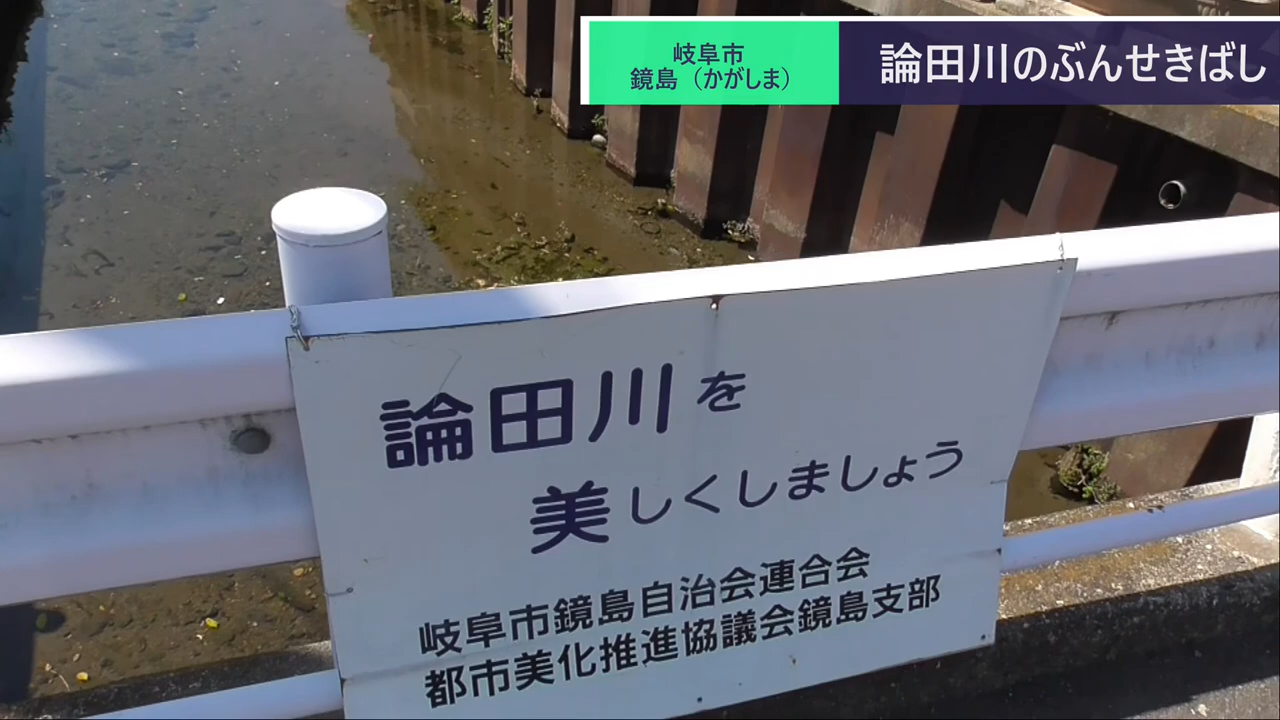 岐阜市
鏡島（かがしま）
論田川のぶんせきばし
論田川を
美しくしましょう
岐阜市鏡島自治会連合会
都市美化推進協議会鏡島支部